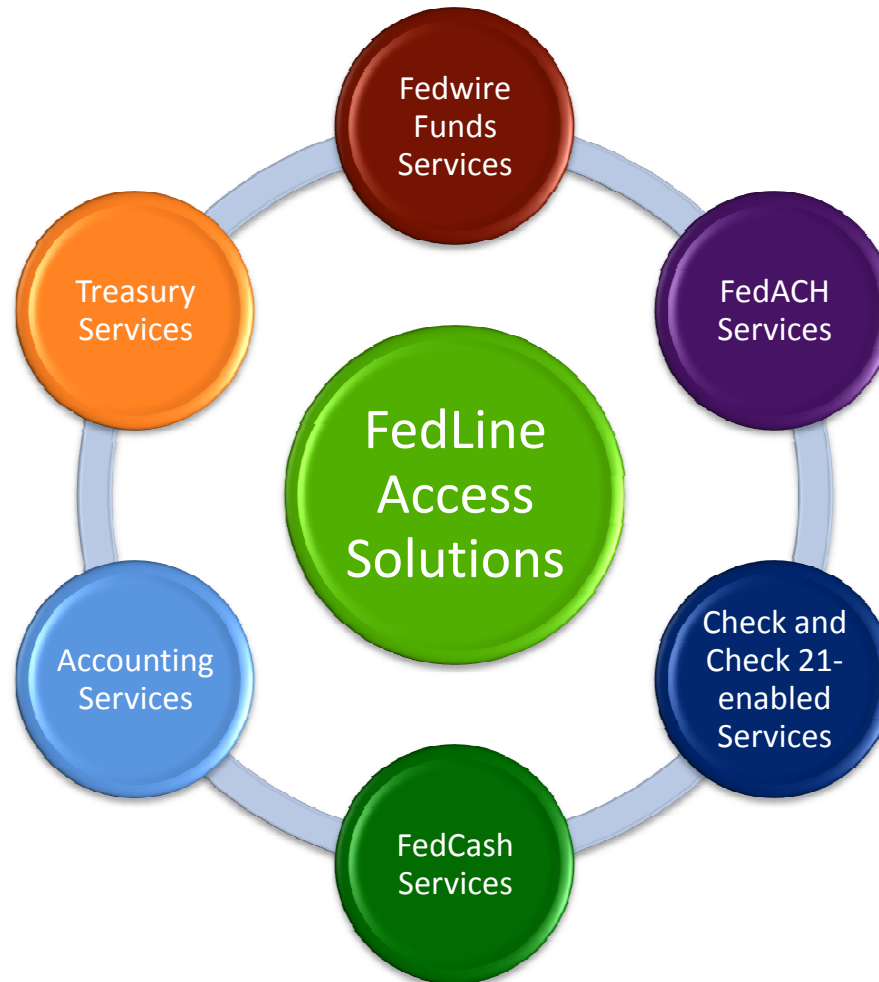 Fedwire
Funds
Services
Treasury
Services
FedACH
Services
FedLine
Access
Solutions
Accounting
Services
Check and
Check 21-
enabled
Services
FedCash
Services